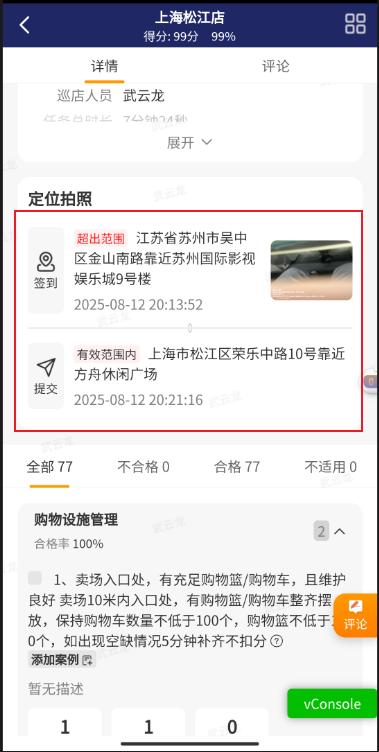 上海松江店
得分: 99分 99%
详情
评论
巡店人员 武云龙
任务总时长 7分钟24秒
展开
定位拍照
签到
超出范围 江苏省苏州市吴中
区金山南路靠近苏州国际影视
娱乐城9号楼
2025-08-12 20:13:52
提交
有效范围内 上海市松江区荣乐中路10号靠近
方舟休闲广场
2025-08-12 20:21:16
全部 77
不合格 0
合格 77
不适用 0
购物设施管理
合格率 100%
2
1、卖场入口处，有充足购物篮/购物车，且维护
良好 卖场10米内入口处，有购物篮/购物车整齐摆
放，保持购物车数量不低于100个，购物篮不低于
0个，如出现空缺情况5分钟补齐不扣分
添加案例
评论
暂无描述
vConsole
1
1
0
武云龙